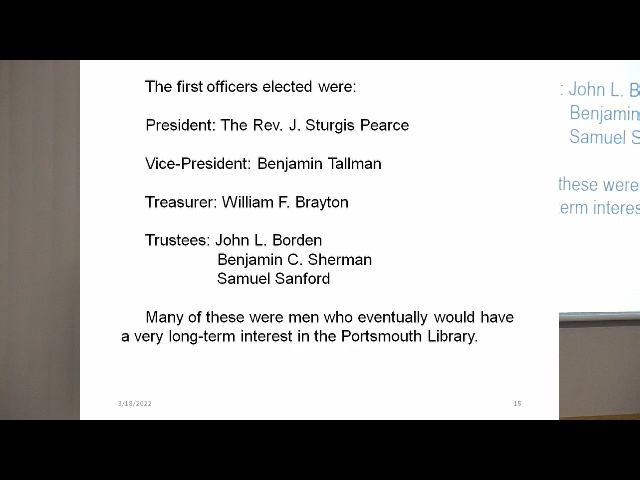 The first officers elected were:
President: The Rev. J. Sturgis Pearce
Vice-President: Benjamin Tallman
Treasurer: William F. Brayton
Trustees: John L. Borden
Benjamin C. Sherman
Samuel Sanford
Many of these were men who eventually would have
a very long-term interest in the Portsmouth Library.
3/18/2022
15
: John L. B
Benjamin
Samuel S
these were
erm interes